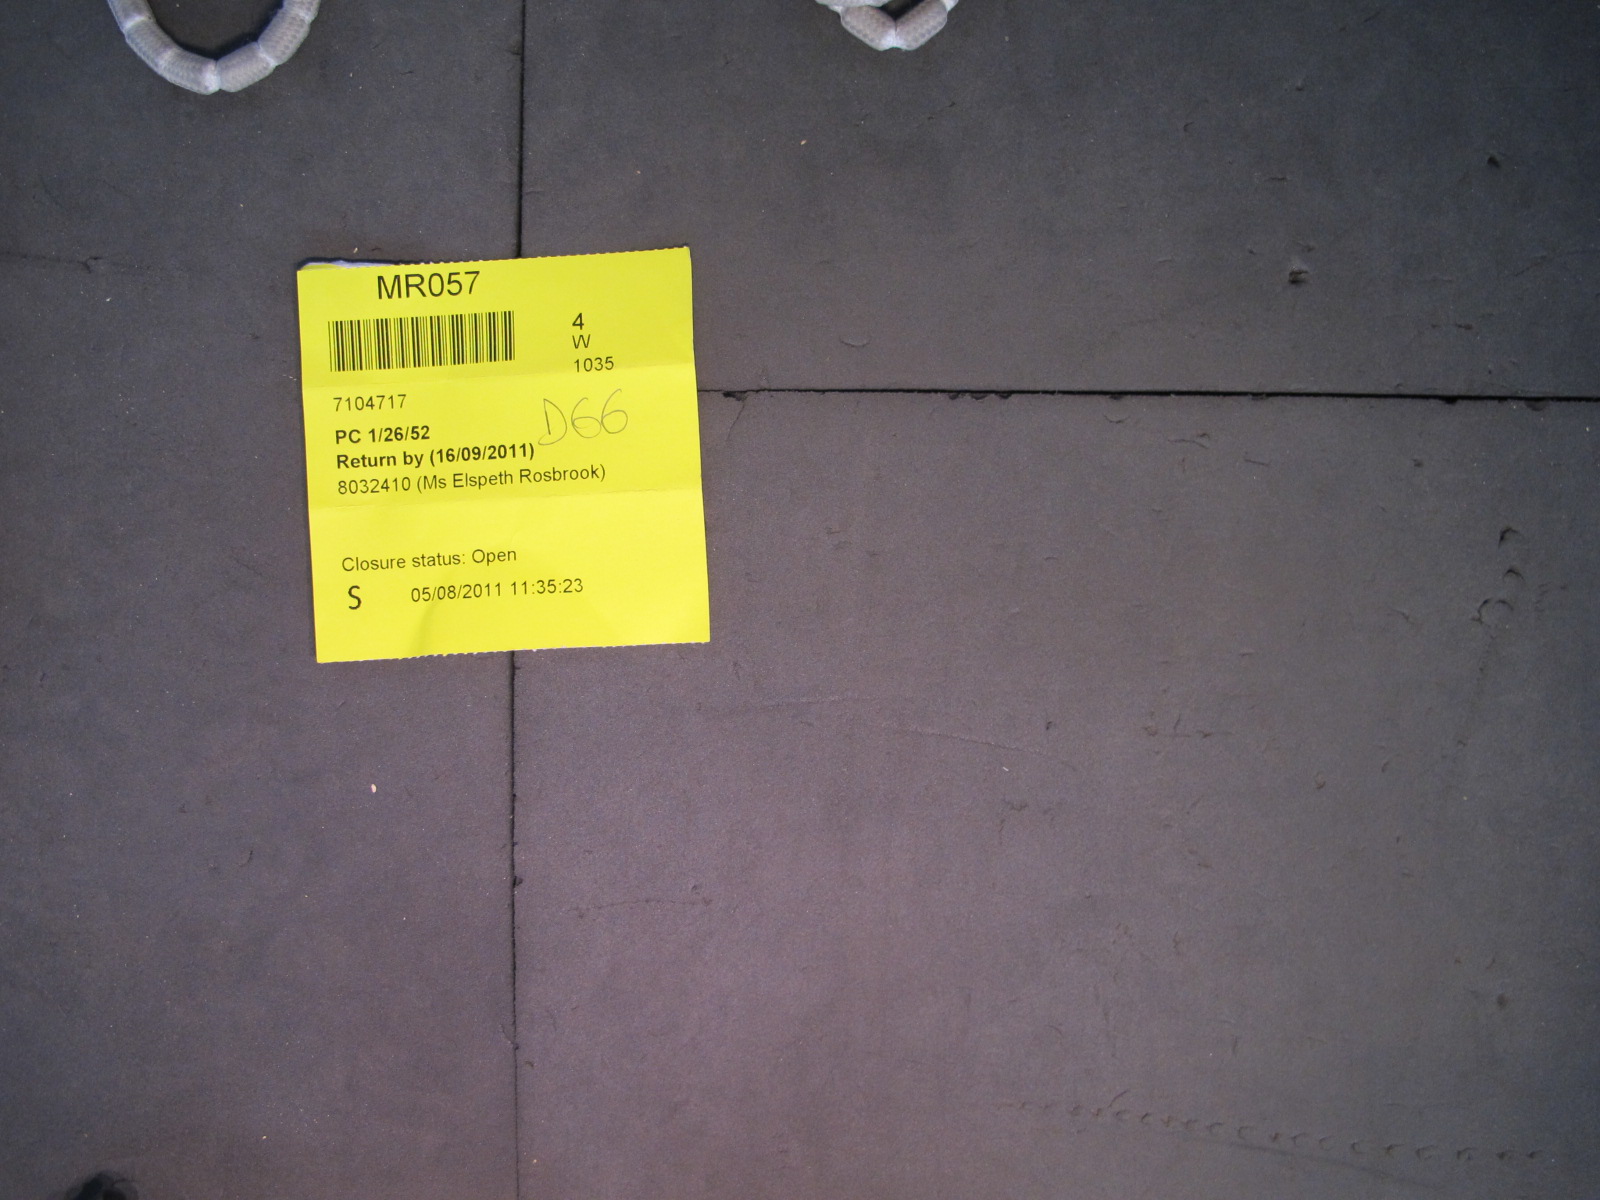 MR057
4
W
1035
7104717
D66
PC 1/26/52
Return by (16/09/2011)
8032410 (Ms Elspeth Rosbrook)
Closure status: Open
S 05/08/2011 11:35:23